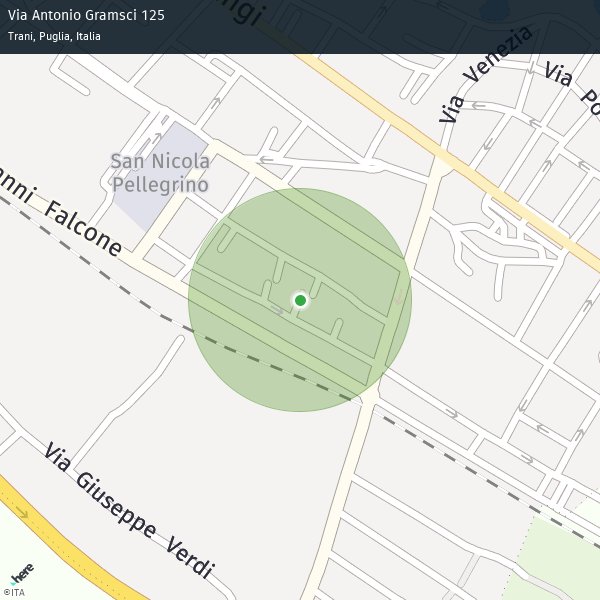 Via Antonio Gramsci 125
Trani, Puglia, Italia
ngi
Via Venezia
Via Po
San Nicola
Pellegrino
anni Falcone
Via Giuseppe Verdi
here
©ITA